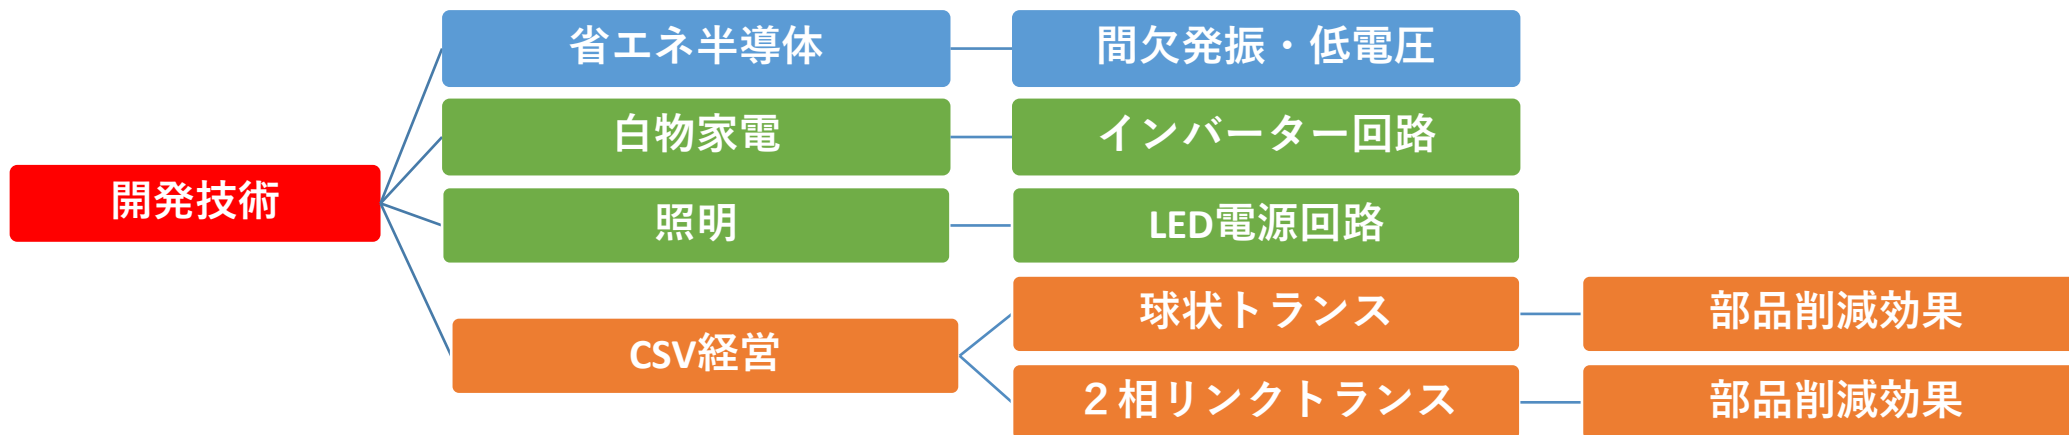 省エネ半導体
間欠発振・低電圧
白物家電
インバーター回路
開発技術
照明
LED電源回路
球状トランス
部品削減効果
CSV経営
２相リンクトランス
部品削減効果